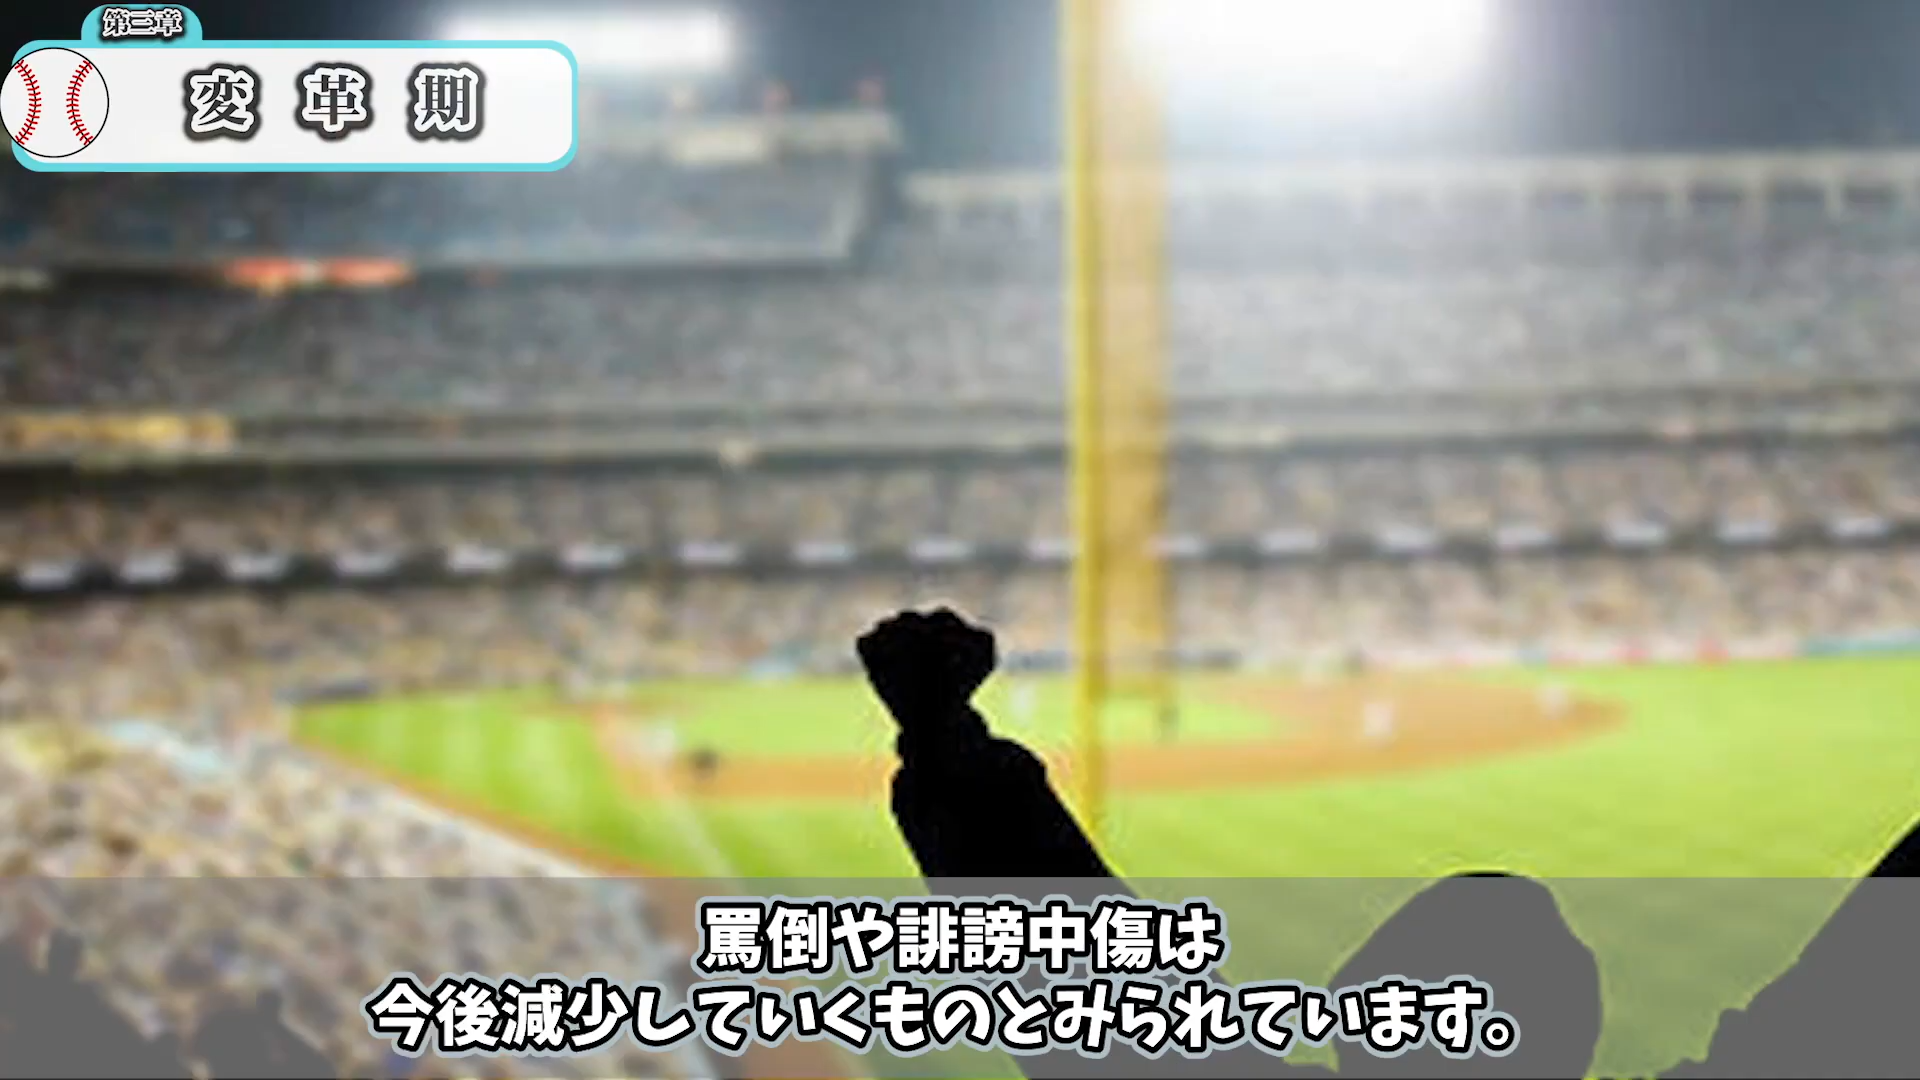 第三章
変革期
罵倒や誹謗中傷は
今後減少していくものとみられています。